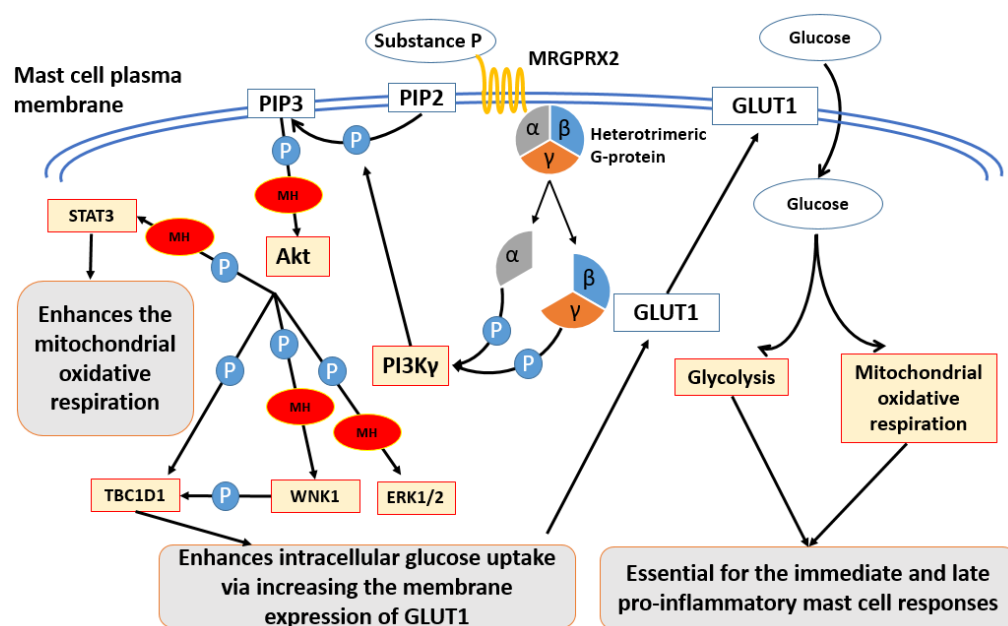 Substance P
MRGPRX2
Glucose
Mast cell plasma
membrane
PIP3
PIP2
GLUT1
P
P
α
β
γ
Heterotrimeric
G-protein
MH
STAT3
MH
Akt
P
Glucose
α
β
γ
Enhances the
mitochondrial
oxidative
respiration
GLUT1
P
P
P
P
P
PI3Kγ
Glycolysis
Mitochondrial
oxidative
respiration
MH
MH
TBC1D1
P
WNK1
ERK1/2
Enhances intracellular glucose uptake
via increasing the membrane
expression of GLUT1
Essential for the immediate and late
pro-inflammatory mast cell responses